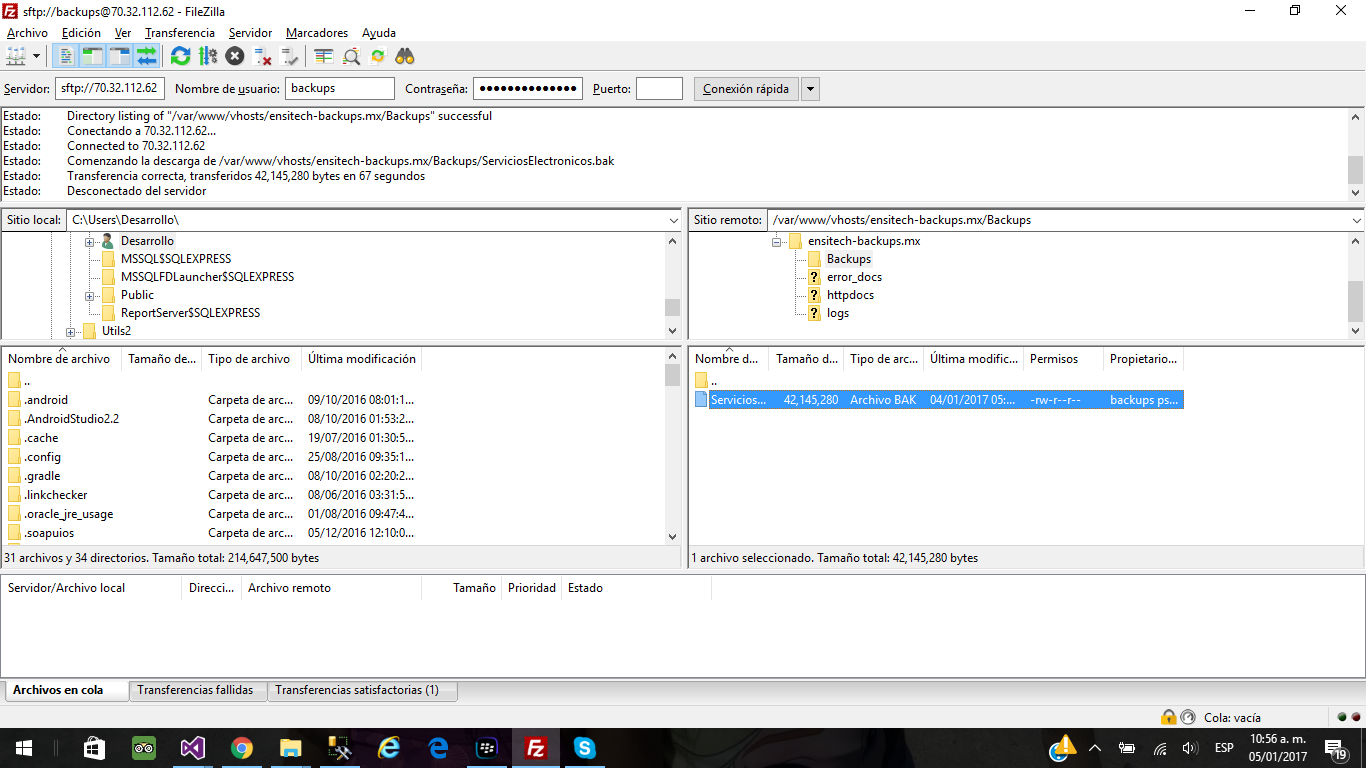 sftp://backups@70.32.112.62 - FileZilla
Archivo Edición Ver Transferencia Servidor Marcadores Ayuda
Servidor: sftp://70.32.112.62 Nombre de usuario: backups Contraseña: ●●●●●●●●●●●●●● Puerto: Conexión rápida
Estado: Directory listing of "/var/www/vhosts/ensitech-backups.mx/Backups" successful
Estado: Conectando a 70.32.112.62...
Estado: Connected to 70.32.112.62
Estado: Comenzando la descarga de /var/www/vhosts/ensitech-backups.mx/Backups/ServiciosElectronicos.bak
Estado: Transferencia correcta, transferidos 42,145,280 bytes en 67 segundos
Estado: Desconectado del servidor
Sitio local: C:\Users\Desarrollo\
Desarrollo
MSSQL$SQLEXPRESS
MSSQLFDLauncher$SQLEXPRESS
Public
ReportServer$SQLEXPRESS
Utils2
Sitio remoto: /var/www/vhosts/ensitech-backups.mx/Backups
ensitech-backups.mx
Backups
? error_docs
? httpdocs
? logs
Nombre de archivo Tamaño de... Tipo de archivo Última modificación
..
.android Carpeta de arc... 09/10/2016 08:01:1...
.AndroidStudio2.2 Carpeta de arc... 08/10/2016 01:53:2...
.cache Carpeta de arc... 19/07/2016 01:30:5...
.config Carpeta de arc... 25/08/2016 09:35:1...
.gradle Carpeta de arc... 08/10/2016 02:20:2...
.linkchecker Carpeta de arc... 08/06/2016 03:31:5...
.oracle_jre_usage Carpeta de arc... 01/08/2016 09:47:4...
.soapuios Carpeta de arc... 05/12/2016 12:10:0...
31 archivos y 34 directorios. Tamaño total: 214,647,500 bytes
Nombre d... Tamaño d... Tipo de arc... Última modific... Permisos Propietario...
..
Servicios... 42,145,280 Archivo BAK 04/01/2017 05:... -rw-r--r-- backups ps...
1 archivo seleccionado. Tamaño total: 42,145,280 bytes
Servidor/Archivo local Direcci... Archivo remoto Tamaño Prioridad Estado
Archivos en cola Transferencias fallidas Transferencias satisfactorias (1)
Cola: vacía
ESP
10:56 a. m.
05/01/2017
19